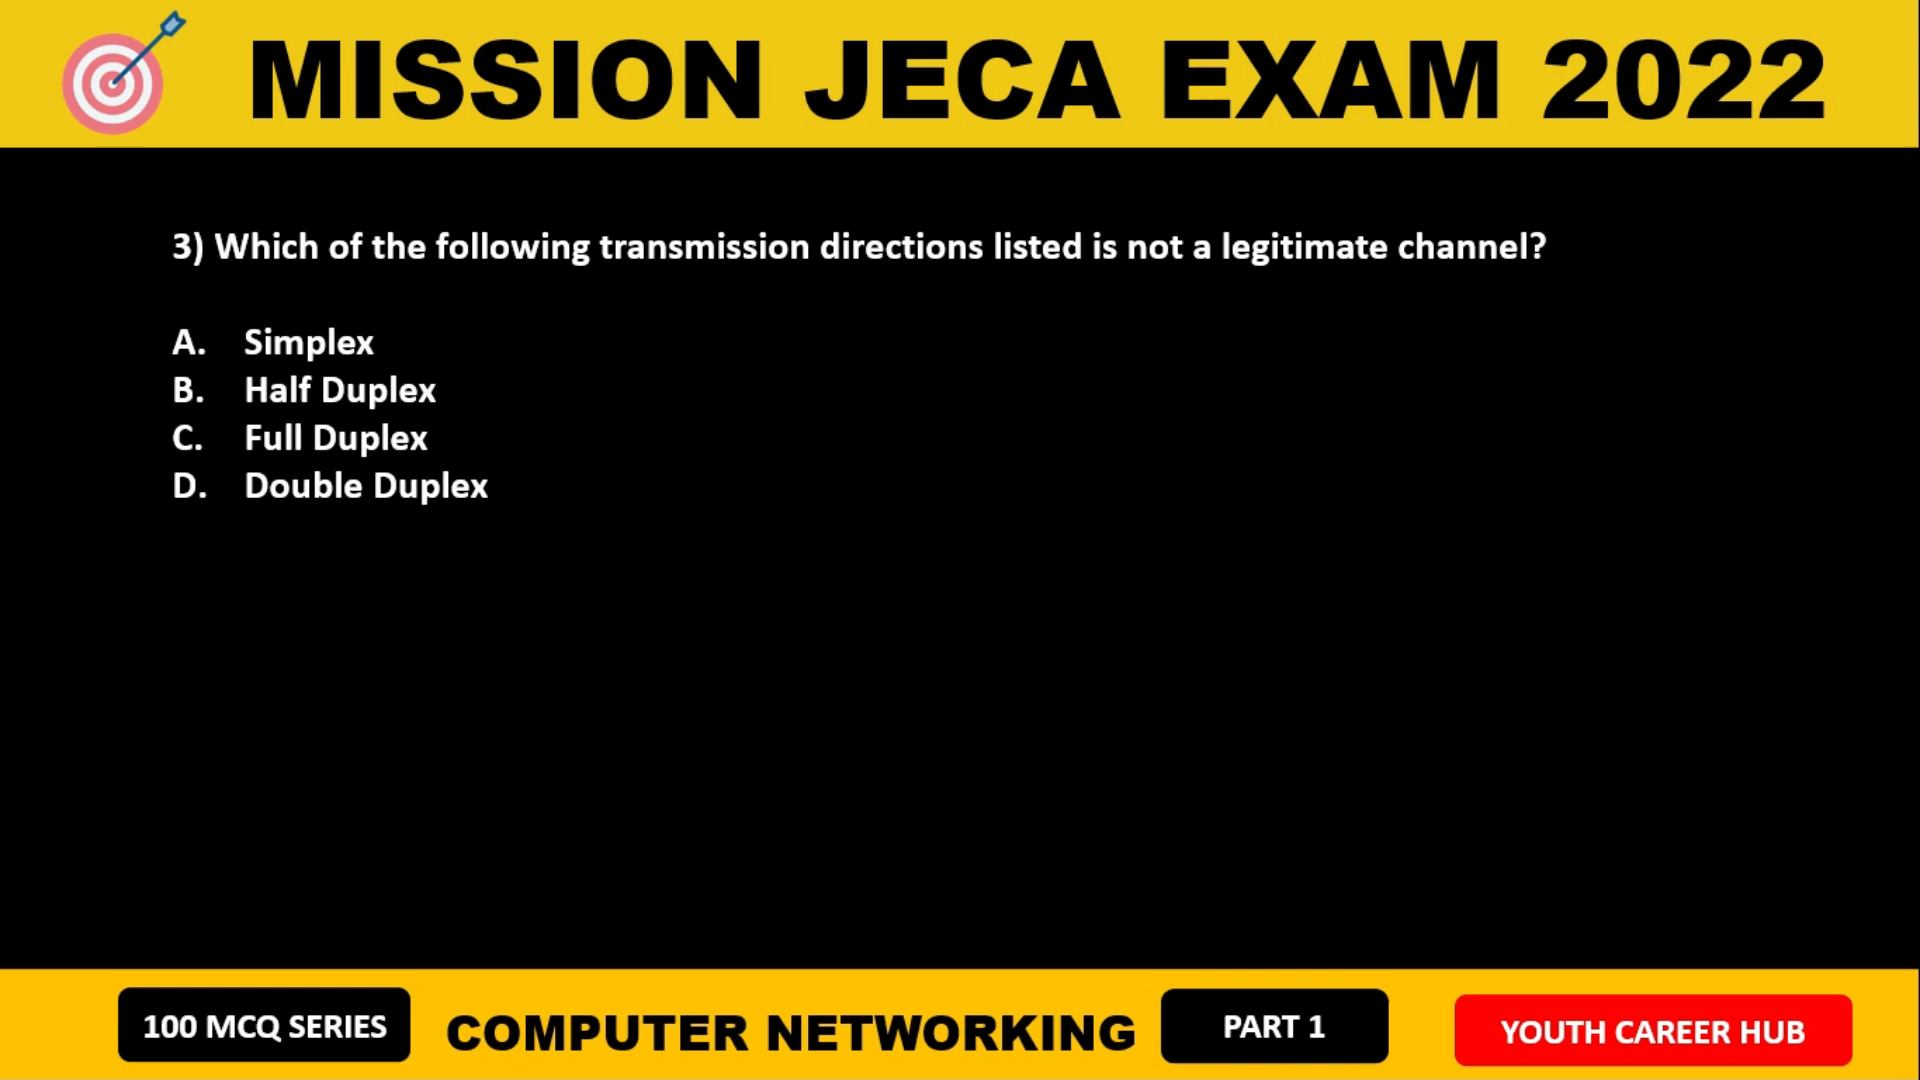 MISSION JECA EXAM 2022
3) Which of the following transmission directions listed is not a legitimate channel?
A. Simplex
B. Half Duplex
C. Full Duplex
D. Double Duplex
100 MCQ SERIES
COMPUTER NETWORKING
PART 1
YOUTH CAREER HUB